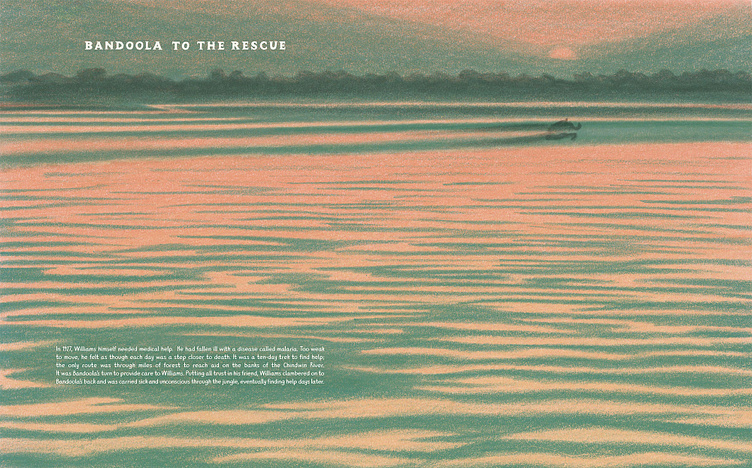 BANDOOLA TO THE RESCUE
In 1927, Williams himself needed medical help. He had fallen ill with a disease called malaria. Too weak
to move, he felt as though each day was a step closer to death. It was a ten-day trek to find help;
the only route was through miles of forest to reach aid on the banks of the Chindwin River.
It was Bandoola's turn to provide care to Williams. Putting all trust in his friend, Williams clambered on to
Bandoola's back and was carried sick and unconscious through the jungle, eventually finding help days later.